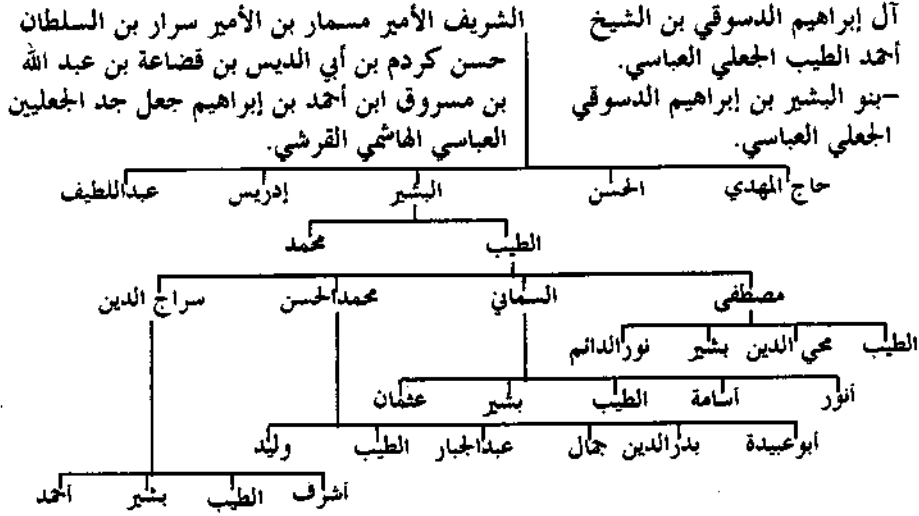 آل إبراهيم الدسوقي بن الشيخ
أحمد الطيب الجعلي العباسي.
–بنو البشير بن إبراهيم الدسوقي
الجعلي العباسي.
الشريف الأمير مسمار بن الأمير سرار بن السلطان
حسن كردم بن أبي الديس بن قضاعة بن عبد الله
بن مسروق ابن أحمد بن إبراهيم جعل جد الجعليين
العباسي الهاشمي القرشي.
حاج المهدي الحسن البشير إدريس عبداللطيف
الطيب محمد
مصطفى السماني محمدالحسن سراج الدين
الطيب محي الدين بشير نورالدائم
أنور أسامة الطيب بشير عثمان
أبوعبيدة بدرالدين جمال عبدالجبار الطيب وليد
أشرف الطيب بشير أحمد